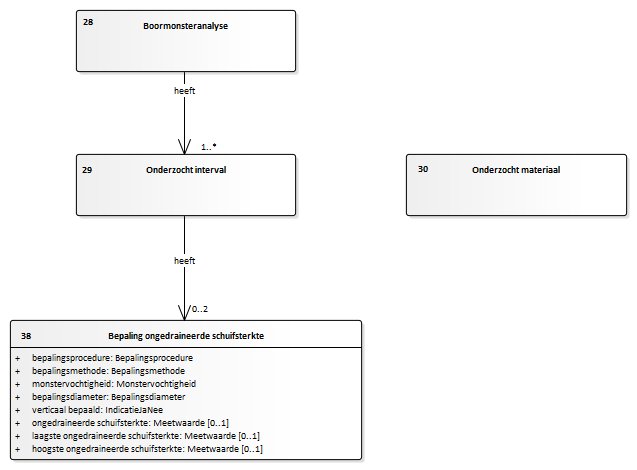 28 Boormonsteranalyse
heeft
1..*
29 Onderzocht interval
30 Onderzocht materiaal
heeft
0..2
38 Bepaling ongedraineerde schuifsterkte
+ bepalingsprocedure: Bepalingsprocedure
+ bepalingsmethode: Bepalingsmethode
+ monstervochtigheid: Monstervochtigheid
+ bepalingsdiameter: Bepalingsdiameter
+ verticaal bepaald: IndicatieJaNee
+ ongedraineerde schuifsterkte: Meetwaarde [0..1]
+ laagste ongedraineerde schuifsterkte: Meetwaarde [0..1]
+ hoogste ongedraineerde schuifsterkte: Meetwaarde [0..1]